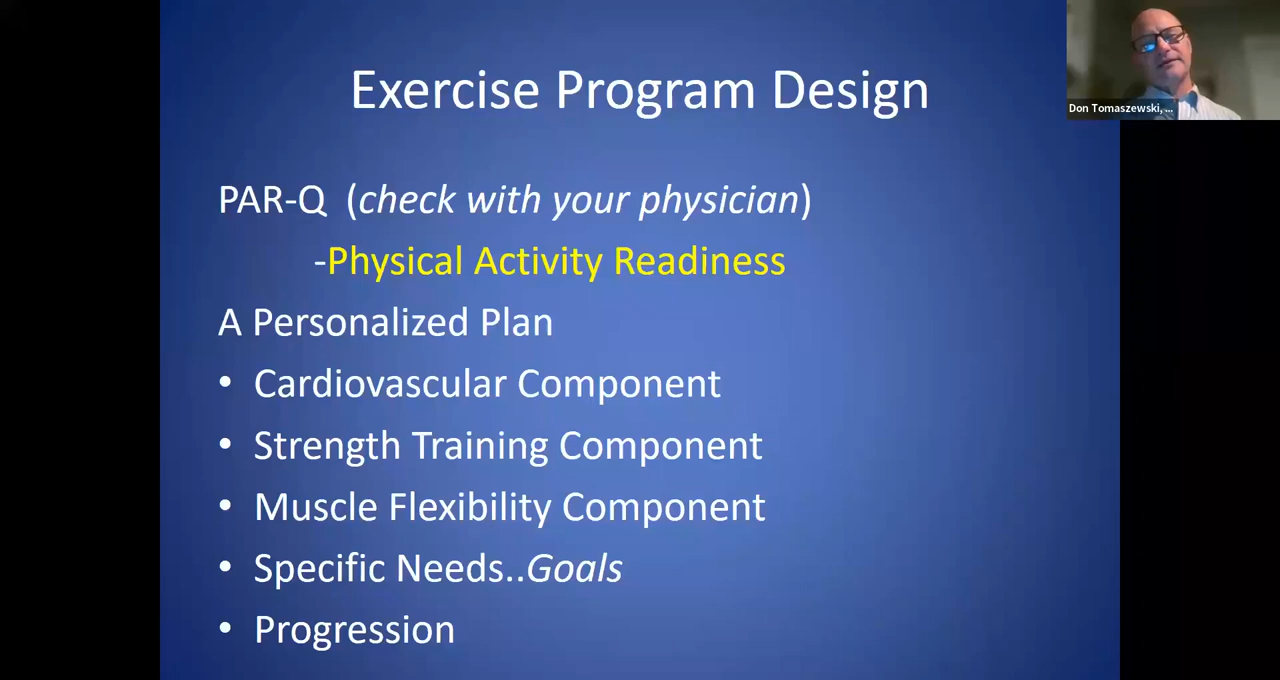 Exercise Program Design
PAR-Q (check with your physician)
-Physical Activity Readiness
A Personalized Plan
• Cardiovascular Component
• Strength Training Component
• Muscle Flexibility Component
• Specific Needs..Goals
• Progression
Don Tomaszewski, ...